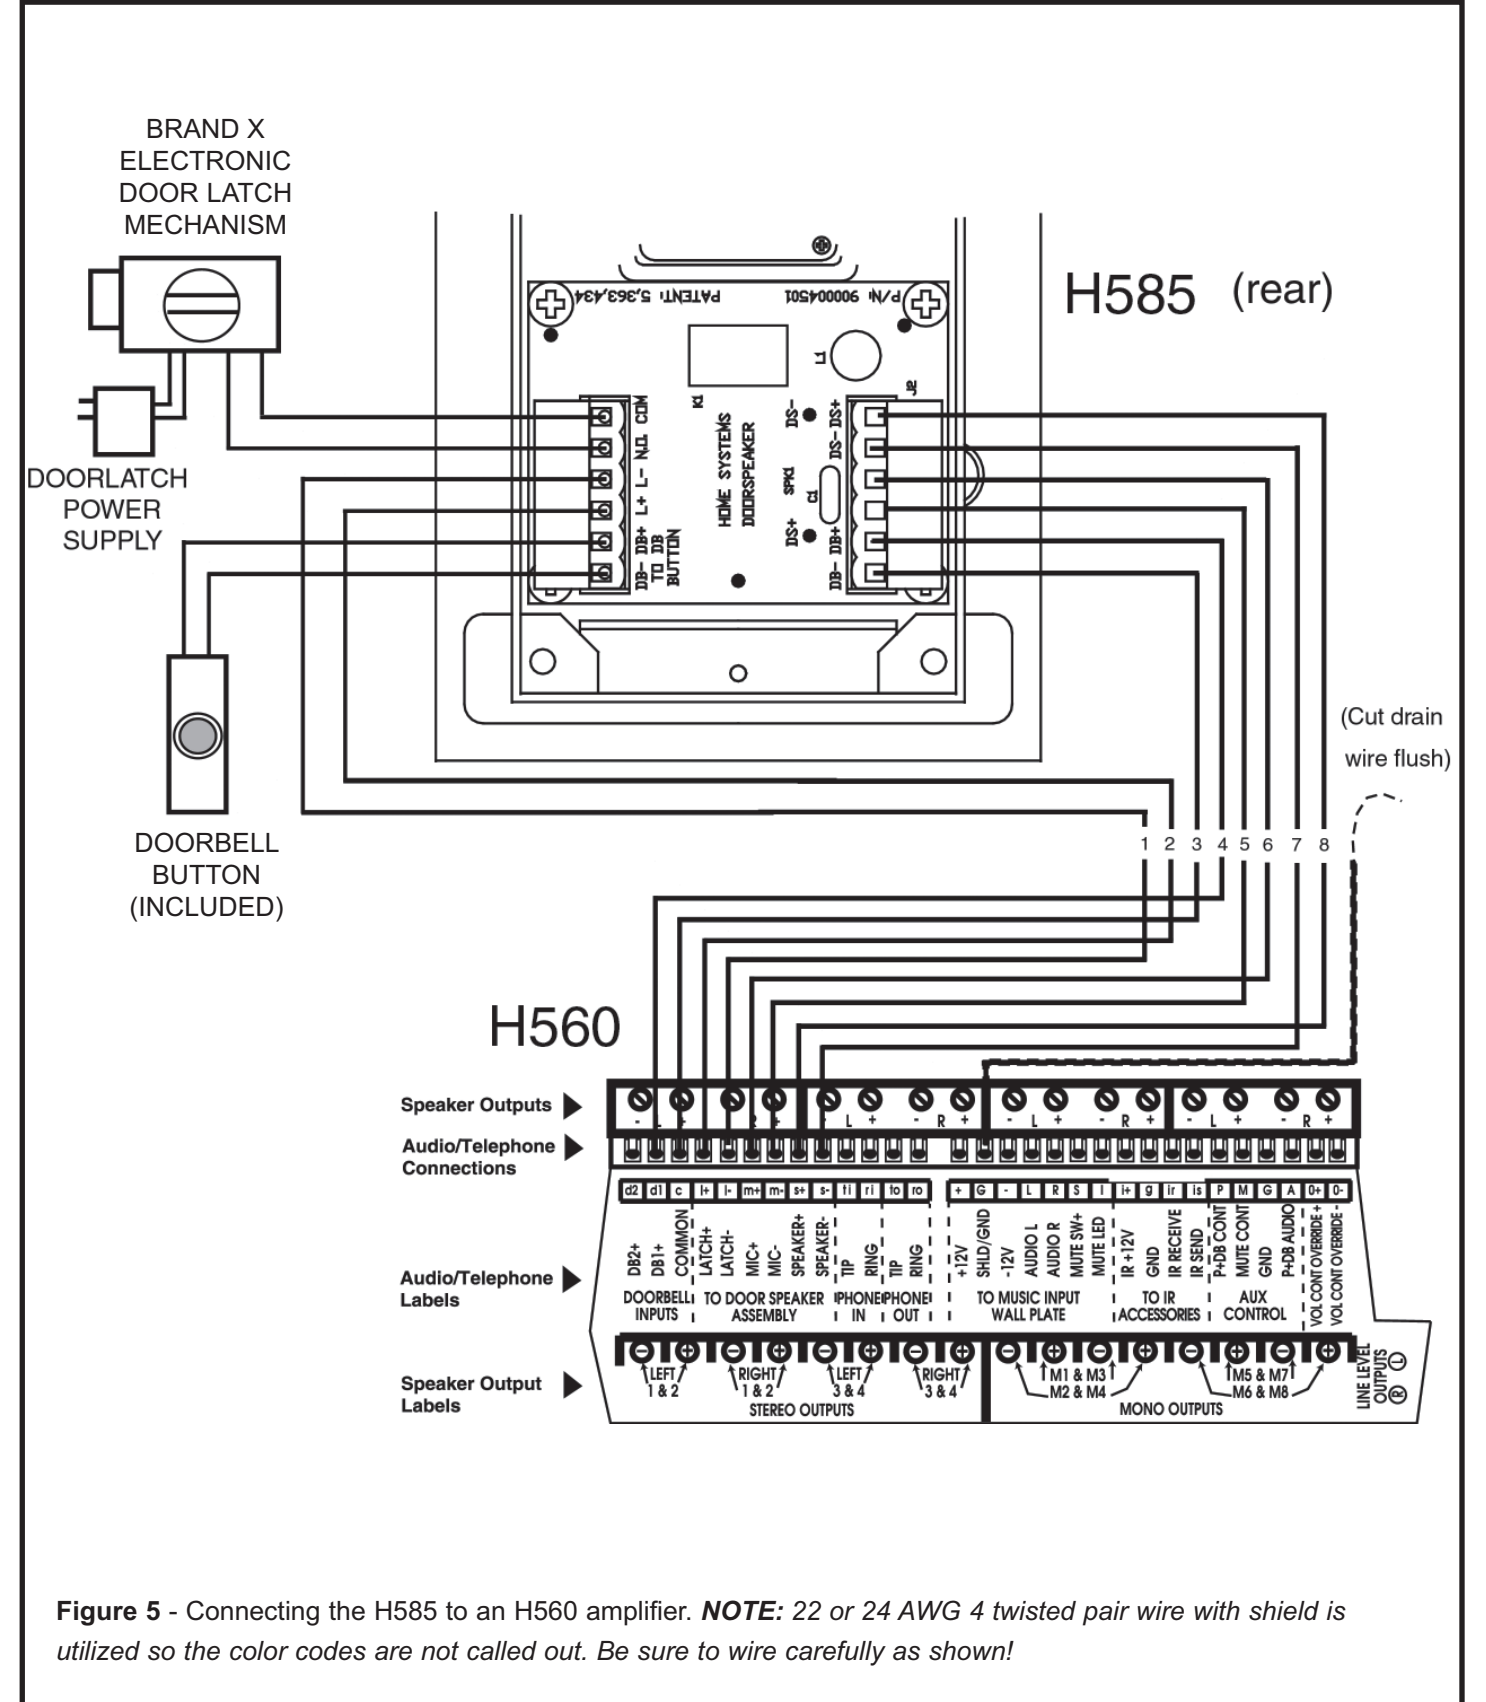 BRAND X
ELECTRONIC
DOOR LATCH
MECHANISM
H585 (rear)
PATENT: 5,363,434
P/N: 900004501
L1
J2
K1
COM
N.O.
L-
L+
DB+
DB-
TO DB
BUTTON
HOME SYSTEMS
DOORSPEAKER
DS-
SPK1
C1
DS+
DS+
DS-
DB+
DB-
DOORLATCH
POWER
SUPPLY
(Cut drain
wire flush)
DOORBELL
BUTTON
(INCLUDED)
1 2 3 4 5 6 7 8
H560
Speaker Outputs
- L + R + - L + - R + - L + - R + - L + - R +
Audio/Telephone
Connections
d2 d1 c l+ l- m+ m- s+ s- ti ri to ro + G - L R S I i+ g ir is P M G A 0+ 0-
Audio/Telephone
Labels
DB2+
DB1+
COMMON
LATCH+
LATCH-
MIC+
MIC-
SPEAKER+
SPEAKER-
TIP
RING
TIP
RING
+12V
SHLD/GND
-12V
AUDIO L
AUDIO R
MUTE SW+
MUTE LED
IR +12V
GND
IR RECEIVE
IR SEND
P+DB CONT
MUTE CONT
GND
P+DB AUDIO
VOL CONT OVERRIDE +
VOL CONT OVERRIDE -
DOORBELL
INPUTS
TO DOOR SPEAKER
ASSEMBLY
PHONE
IN
PHONE
OUT
TO MUSIC INPUT
WALL PLATE
TO IR
ACCESSORIES
AUX
CONTROL
Speaker Output
Labels
LEFT
1 & 2
RIGHT
1 & 2
LEFT
3 & 4
RIGHT
3 & 4
M1 & M3
M2 & M4
M5 & M7
M6 & M8
STEREO OUTPUTS
MONO OUTPUTS
LINE LEVEL
OUTPUTS
R L
Figure 5 - Connecting the H585 to an H560 amplifier. NOTE: 22 or 24 AWG 4 twisted pair wire with shield is
utilized so the color codes are not called out. Be sure to wire carefully as shown!